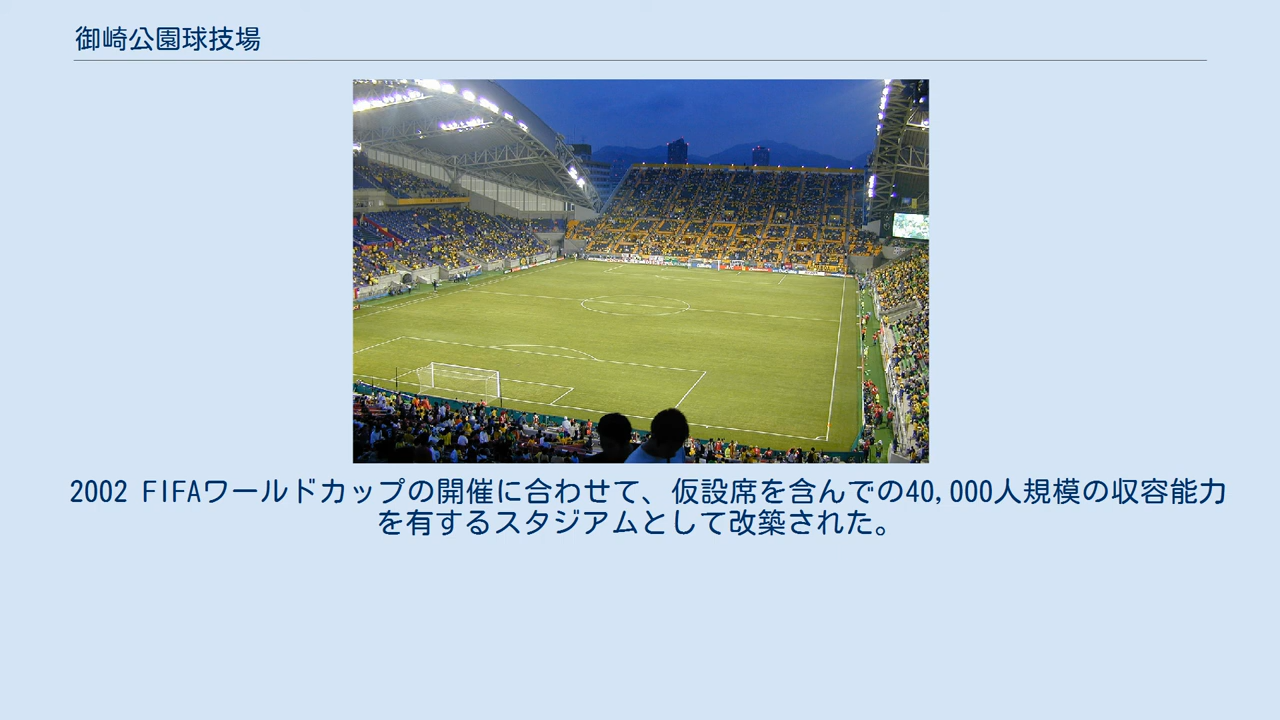 御崎公園球技場
2002 FIFAワールドカップの開催に合わせて、仮設席を含んでの40,000人規模の収容能力
を有するスタジアムとして改築された。